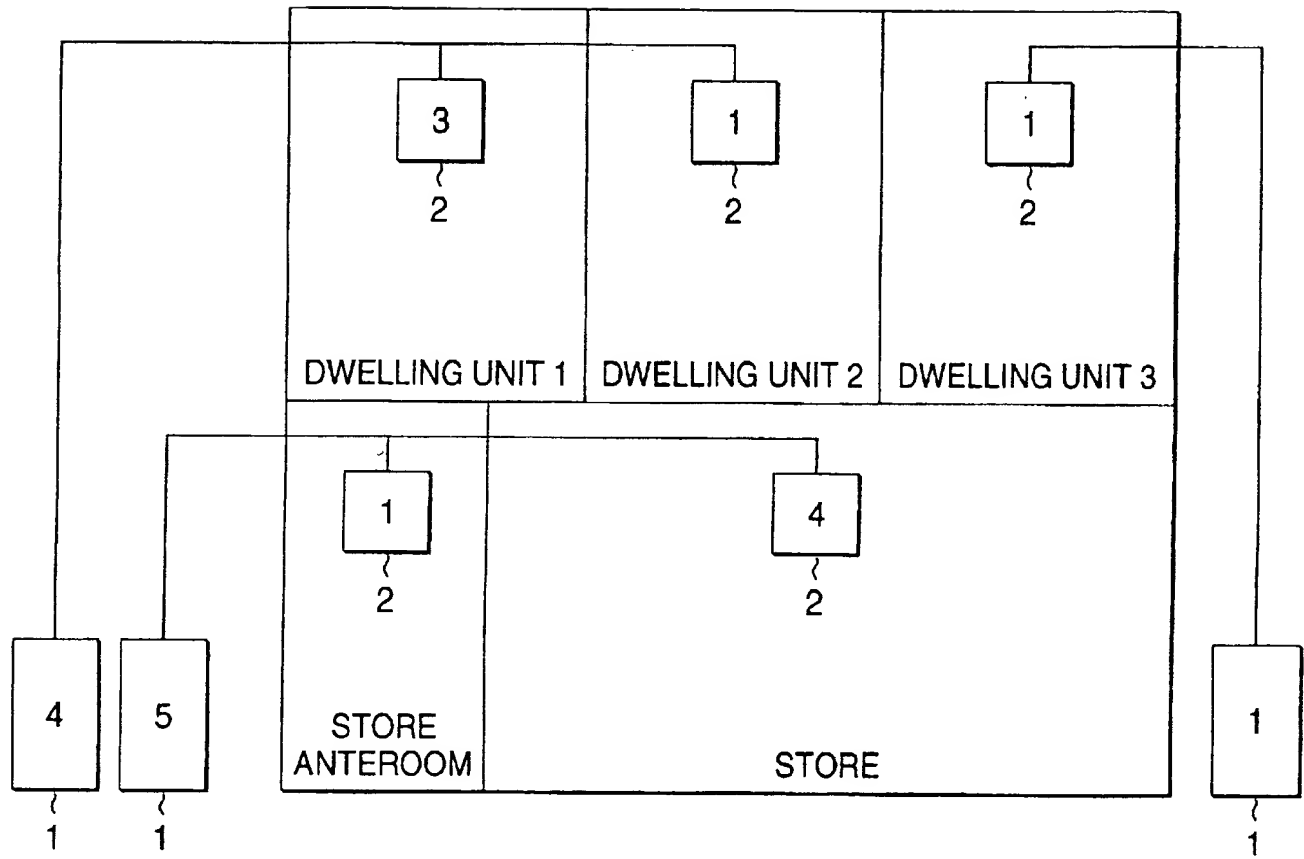 3
1
1
2
2
2
DWELLING UNIT 1
DWELLING UNIT 2
DWELLING UNIT 3
1
4
2
2
4
5
1
STORE
ANTEROOM
STORE
1
1
1